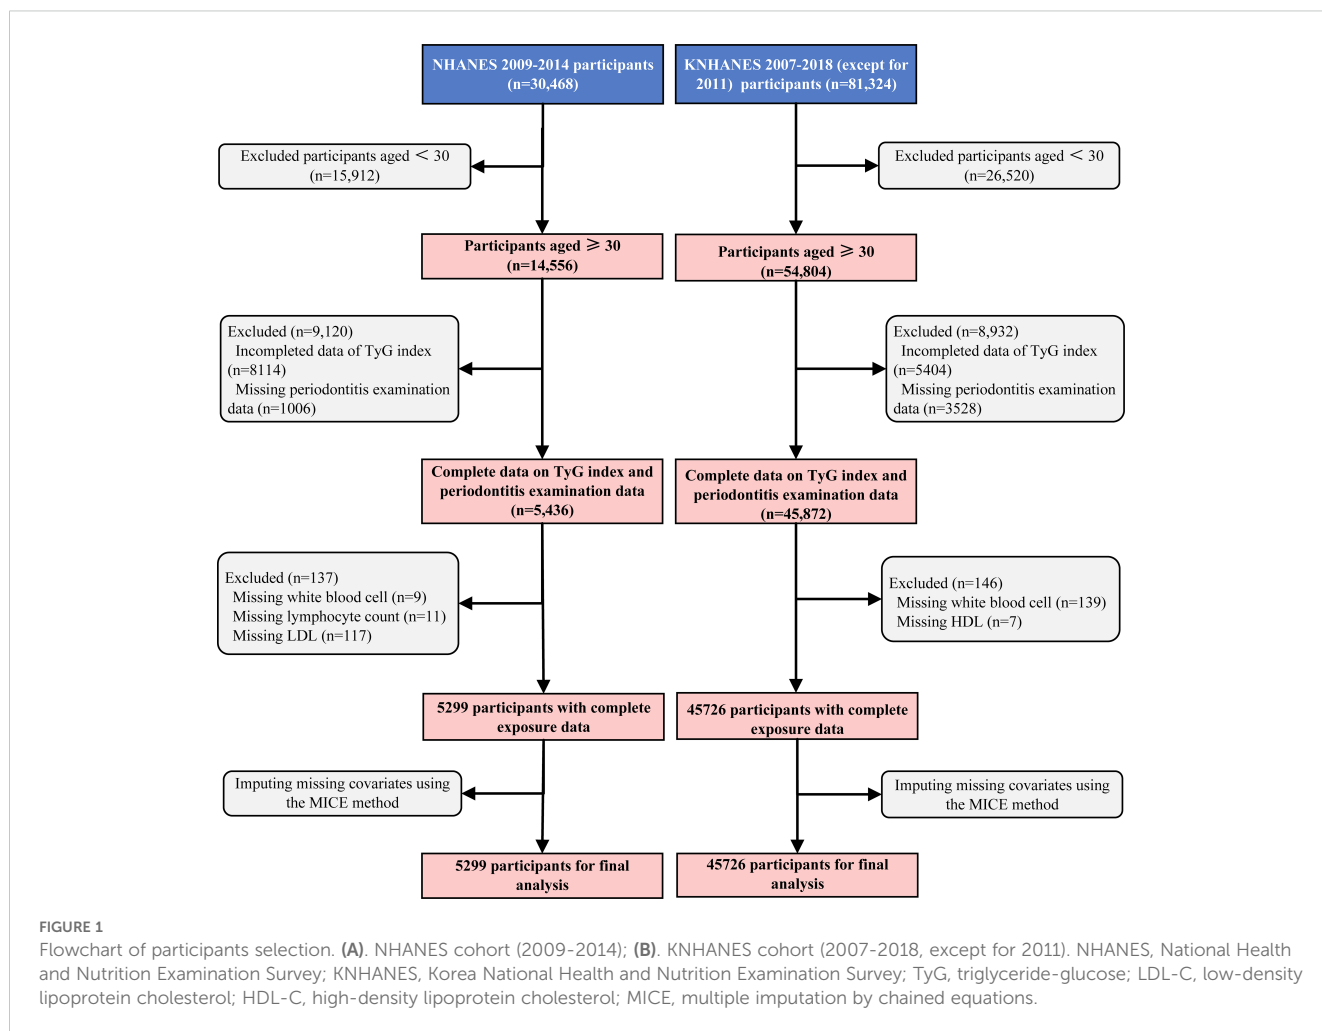 NHANES 2009-2014 participants
(n=30,468)
Excluded participants aged < 30
(n=15,912)
Participants aged ⩾ 30
(n=14,556)
Excluded (n=9,120)
Incompleted data of TyG index
(n=8114)
Missing periodontitis examination
data (n=1006)
Complete data on TyG index and
periodontitis examination data
(n=5,436)
Excluded (n=137)
Missing white blood cell (n=9)
Missing lymphocyte count (n=11)
Missing LDL (n=117)
5299 participants with complete
exposure data
Imputing missing covariates using
the MICE method
5299 participants for final
analysis
KNHANES 2007-2018 (except for
2011) participants (n=81,324)
Excluded participants aged < 30
(n=26,520)
Participants aged ⩾ 30
(n=54,804)
Excluded (n=8,932)
Incompleted data of TyG index
(n=5404)
Missing periodontitis examination
data (n=3528)
Complete data on TyG index and
periodontitis examination data
(n=45,872)
Excluded (n=146)
Missing white blood cell (n=139)
Missing HDL (n=7)
45726 participants with complete
exposure data
Imputing missing covariates using
the MICE method
45726 participants for final
analysis
FIGURE 1
Flowchart of participants selection. (A). NHANES cohort (2009-2014); (B). KNHANES cohort (2007-2018, except for 2011). NHANES, National Health
and Nutrition Examination Survey; KNHANES, Korea National Health and Nutrition Examination Survey; TyG, triglyceride-glucose; LDL-C, low-density
lipoprotein cholesterol; HDL-C, high-density lipoprotein cholesterol; MICE, multiple imputation by chained equations.